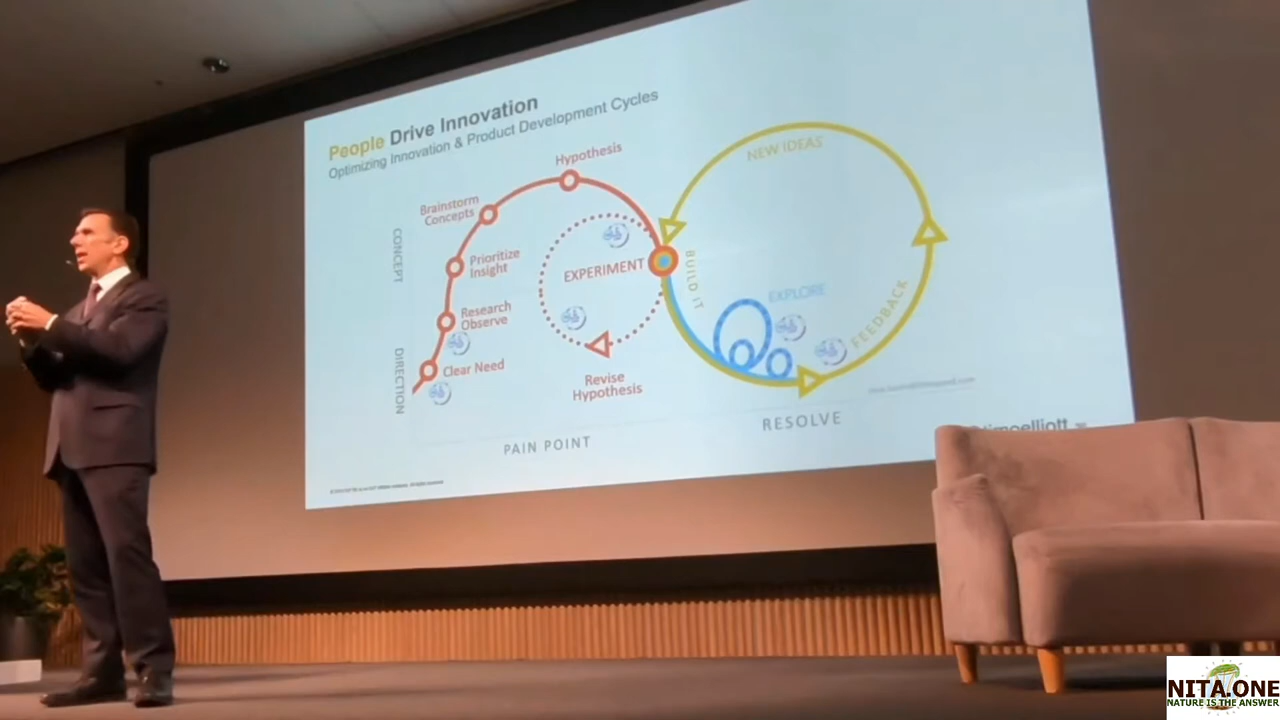 People Drive Innovation
Optimizing Innovation & Product Development Cycles
Hypothesis
Brainstorm
Concepts
CONCEPT
Prioritize
Insight
EXPERIMENT
Research
Observe
DIRECTION
Clear Need
Revise
Hypothesis
PAIN POINT
NEW IDEAS
BUILD IT
EXPLORE
FEEDBACK
RESOLVE
timoelliott
NITA.ONE
NATURE IS THE ANSWER